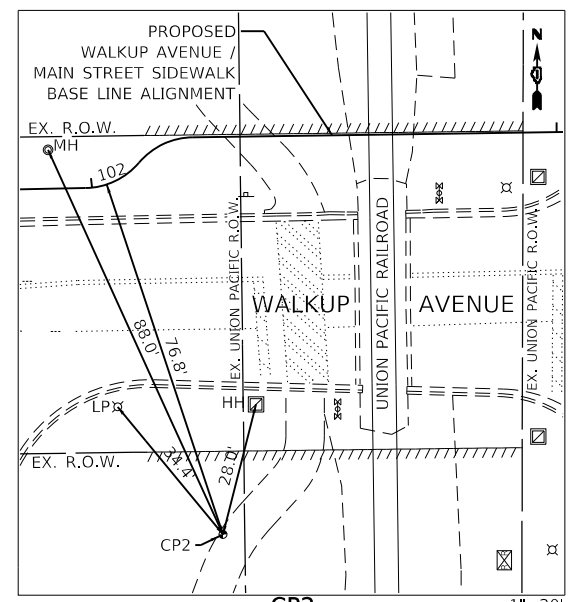 PROPOSED
WALKUP AVENUE /
MAIN STREET SIDEWALK
BASE LINE ALIGNMENT
N
EX. R.O.W.
MH
102
EX. UNION PACIFIC R.O.W.
UNION PACIFIC RAILROAD
EX. UNION PACIFIC R.O.W.
WALKUP AVENUE
88.0'
76.8'
LP
HH
34.4'
28.0'
EX. R.O.W.
CP2
CP2